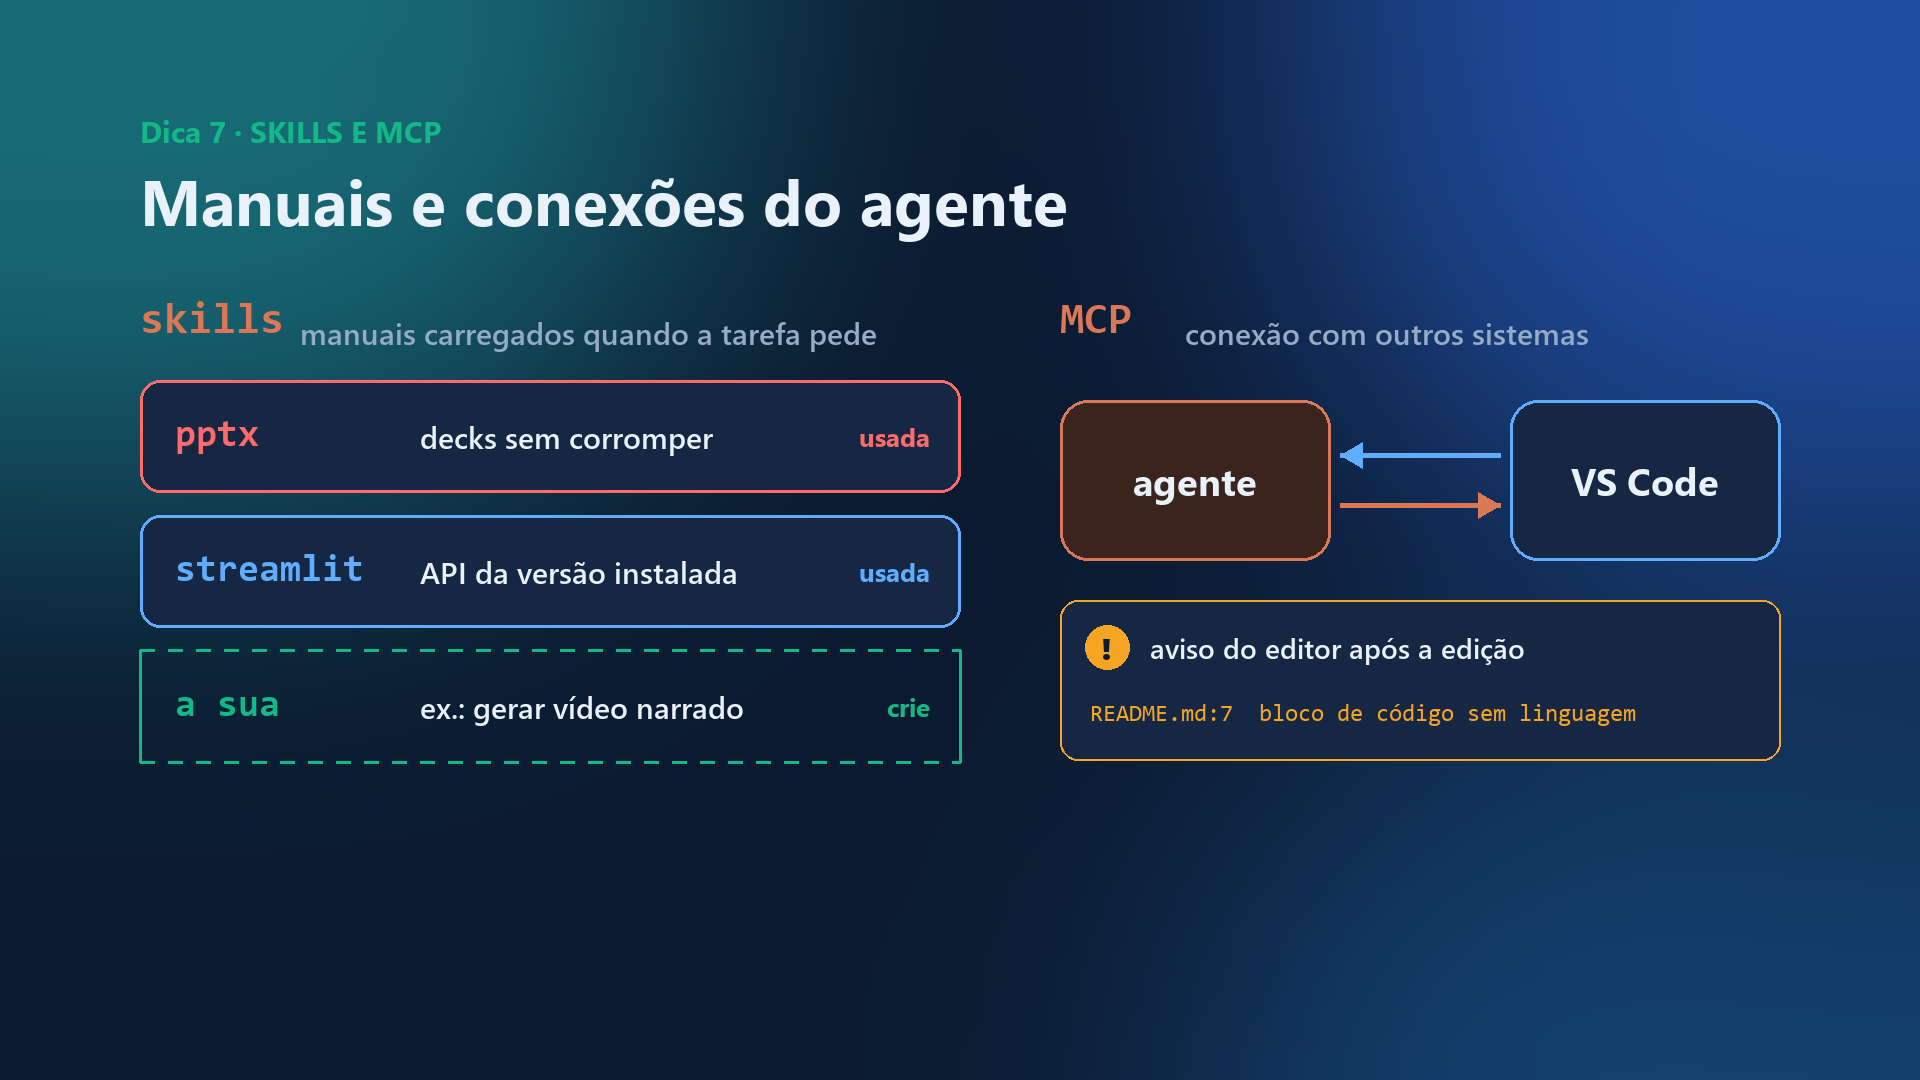 Dica 7 · SKILLS E MCP
Manuais e conexões do agente
skills manuais carregados quando a tarefa pede
pptx decks sem corromper usada
streamlit API da versão instalada usada
a sua ex.: gerar vídeo narrado crie
MCP conexão com outros sistemas
agente VS Code
! aviso do editor após a edição
README.md:7 bloco de código sem linguagem